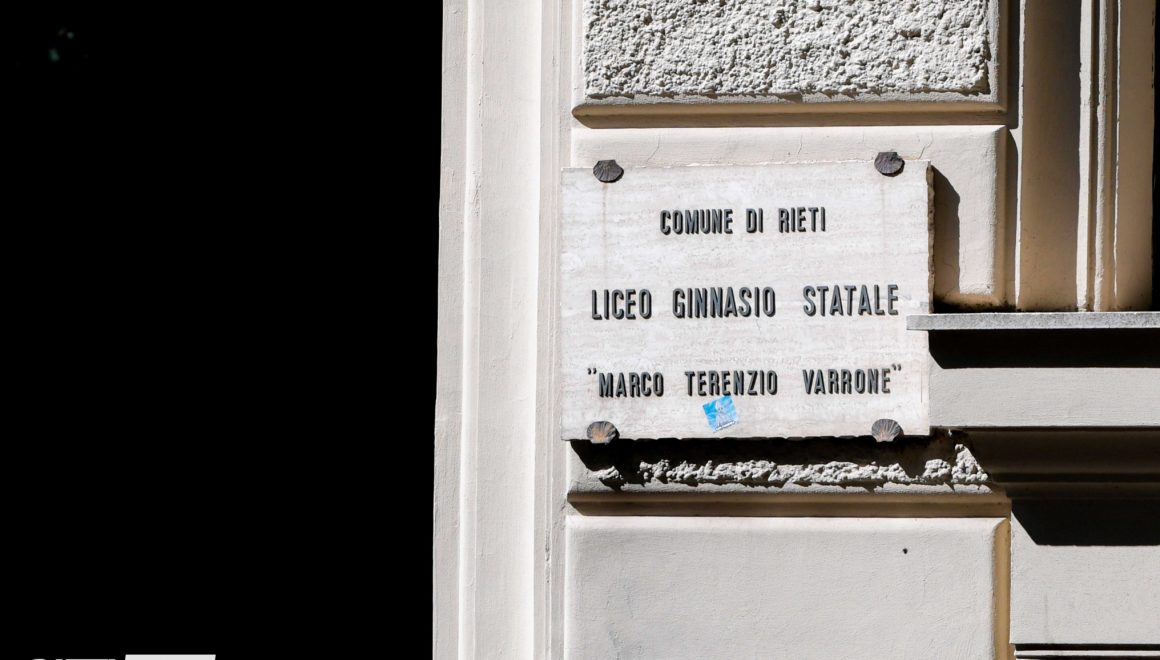 COMUNE DI RIETI
LICEO GINNASIO STATALE
"MARCO TERENZIO VARRONE"